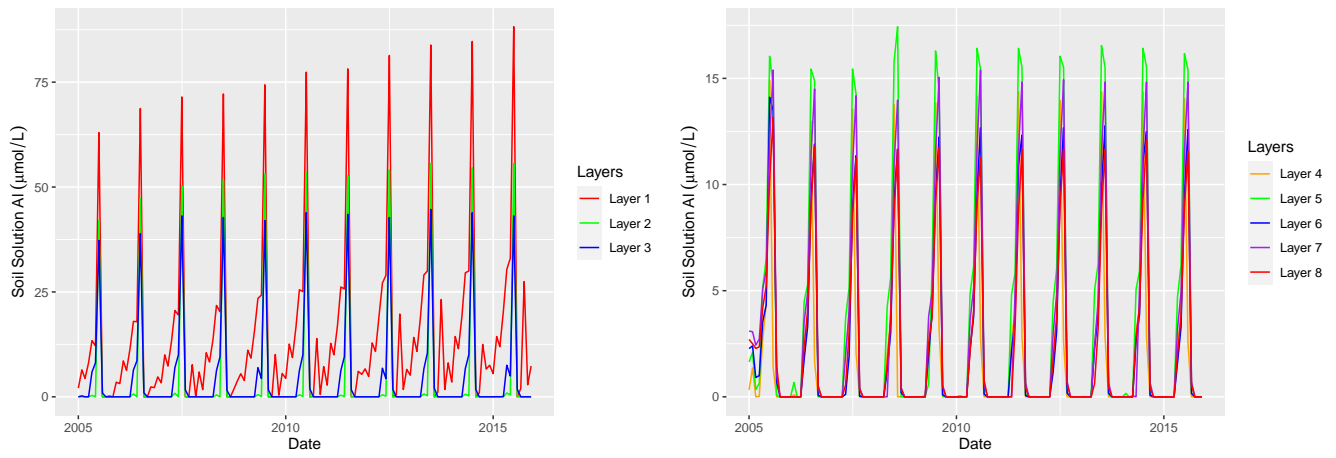 Soil Solution Al (μmol/L)
75
50
25
0
2005
2010
2015
Date
Layers
Layer 1
Layer 2
Layer 3
Soil Solution Al (μmol/L)
15
10
5
0
2005
2010
2015
Date
Layers
Layer 4
Layer 5
Layer 6
Layer 7
Layer 8